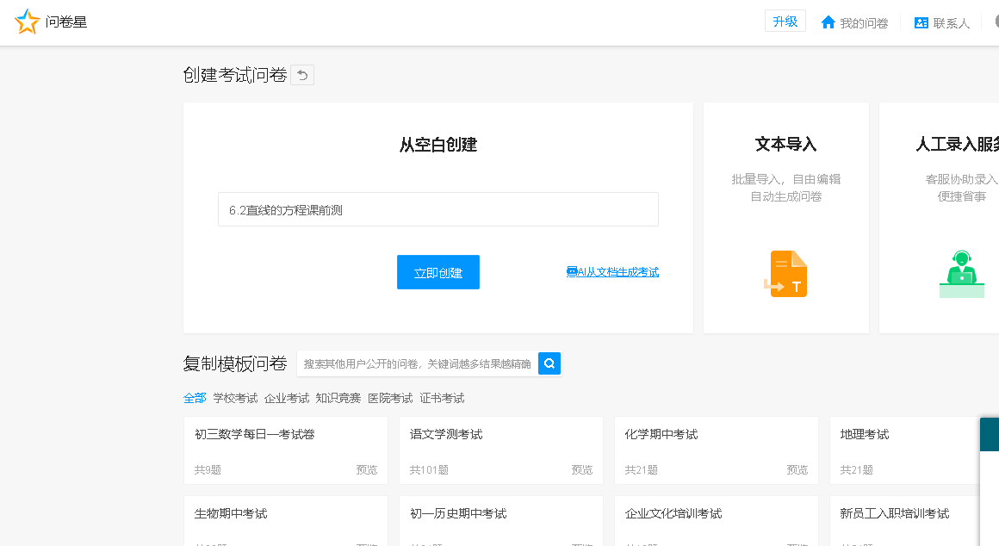 问卷星
升级 我的问卷 联系人
创建考试问卷
从空白创建
6.2直线的方程课前测
立即创建 AI从文档生成考试
文本导入
批量导入，自由编辑
自动生成问卷
T
人工录入服务
客服协助录入
便捷省事
复制模板问卷 搜索其他用户公开的问卷，关键词越多结果越精确
全部 学校考试 企业考试 知识竞赛 医院考试 证书考试
初三数学每日一考试卷 语文学测考试 化学期中考试 地理考试
共9题 预览 共101题 预览 共21题 预览 共21题
生物期中考试 初一历史期中考试 企业文化培训考试 新员工入职培训考试